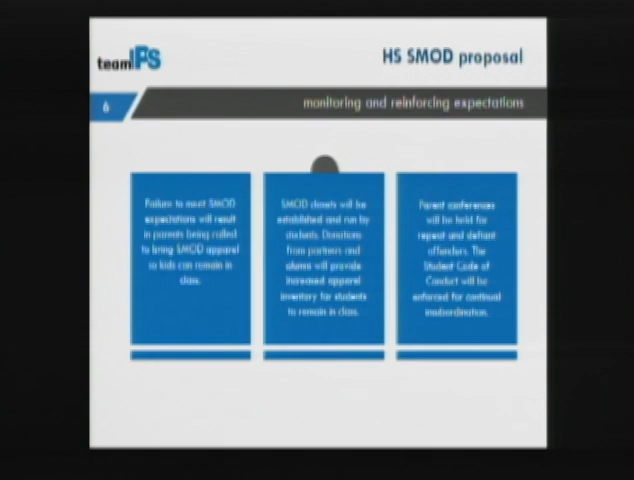 teamIPS
HS SMOD proposal
6
monitoring and reinforcing expectations
Failure to meet SMOD
expectations will result
in parents being called
to bring SMOD apparel
so kids can remain in
class.
SMOD closets will be
established and run by
students. Donations
from partners and
alumni will provide
increased apparel
inventory for students
to remain in class.
Parent conferences
will be held for
repeat and defiant
offenders. The
Student Code of
Conduct will be
enforced for continual
insubordination.